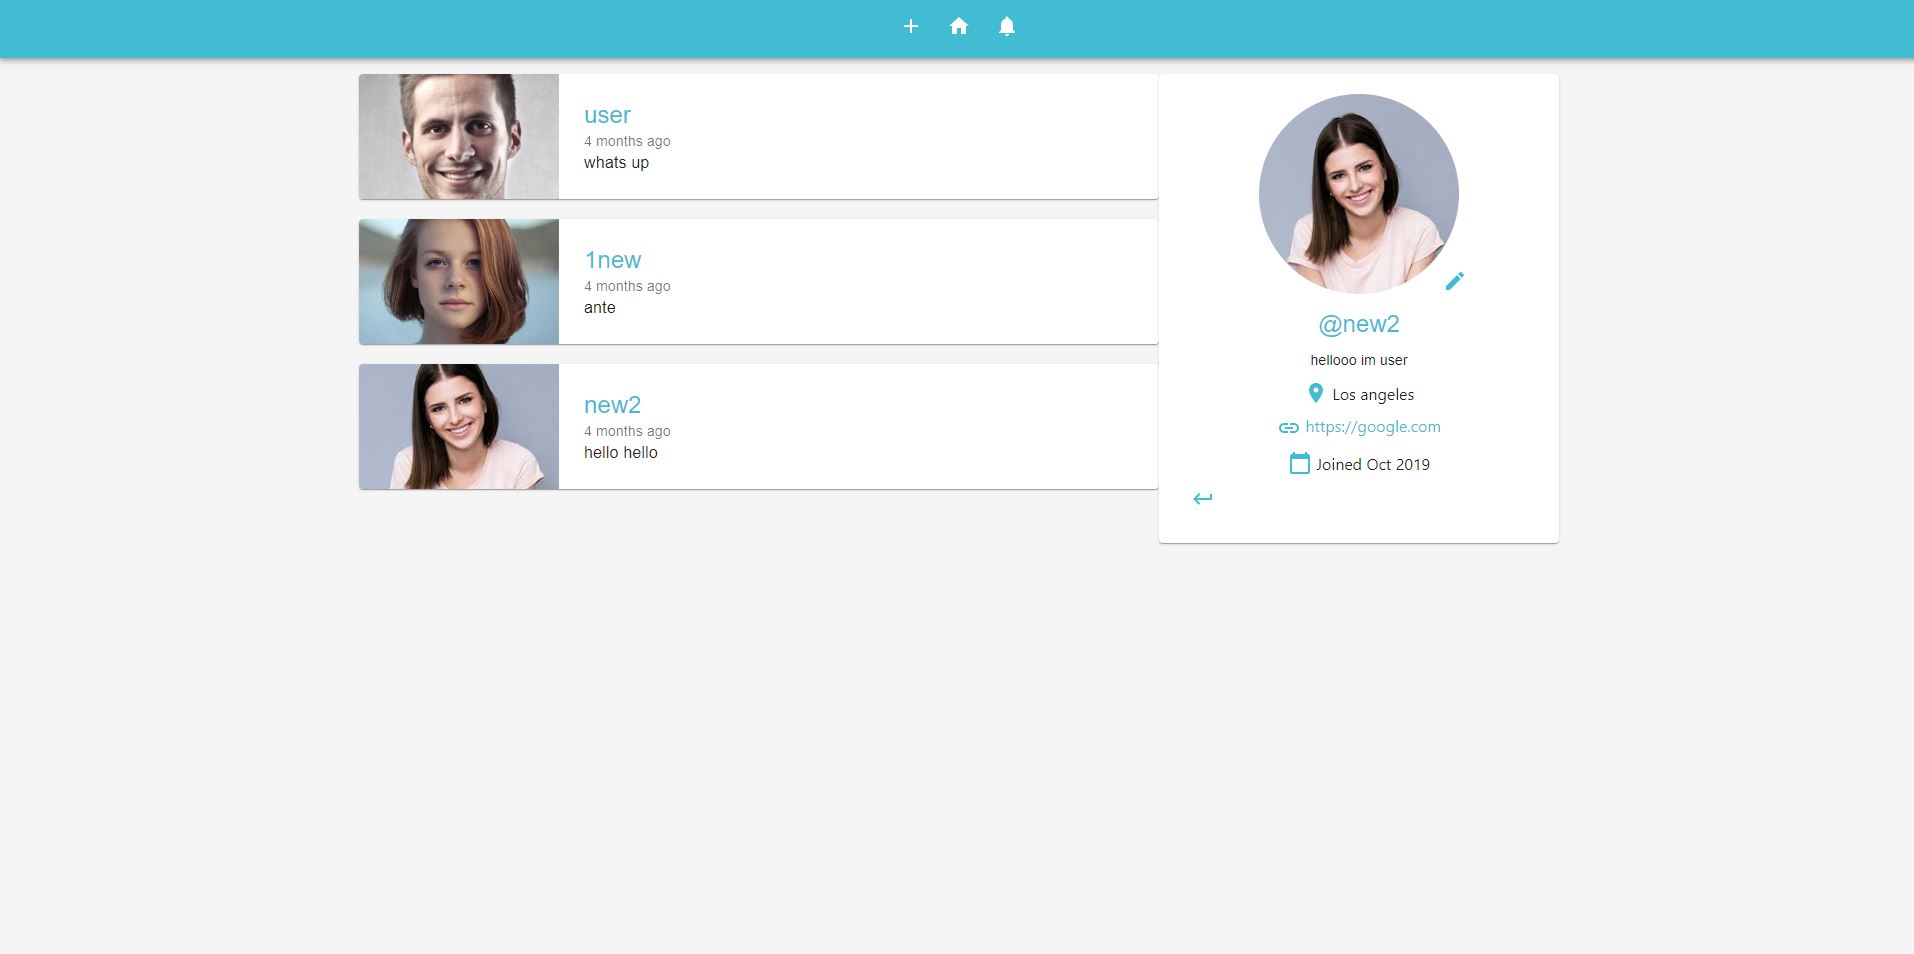 user
4 months ago
whats up
1new
4 months ago
ante
new2
4 months ago
hello hello
@new2
hellooo im user
Los angeles
https://google.com
Joined Oct 2019